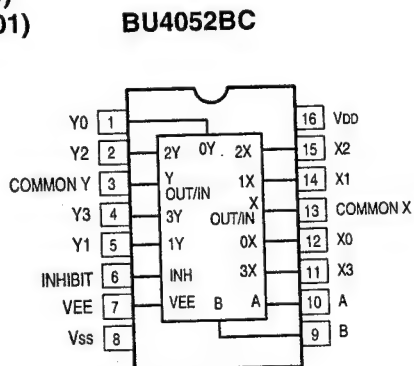 01)
BU4052BC
Y0 1
Y2 2
COMMON Y 3
Y3 4
Y1 5
INHIBIT 6
VEE 7
Vss 8
2Y 0Y 2X
Y OUT/IN
1X
X OUT/IN
3Y
1Y 0X
INH 3X
VEE B A
16 VDD
15 X2
14 X1
13 COMMON X
12 X0
11 X3
10 A
9 B